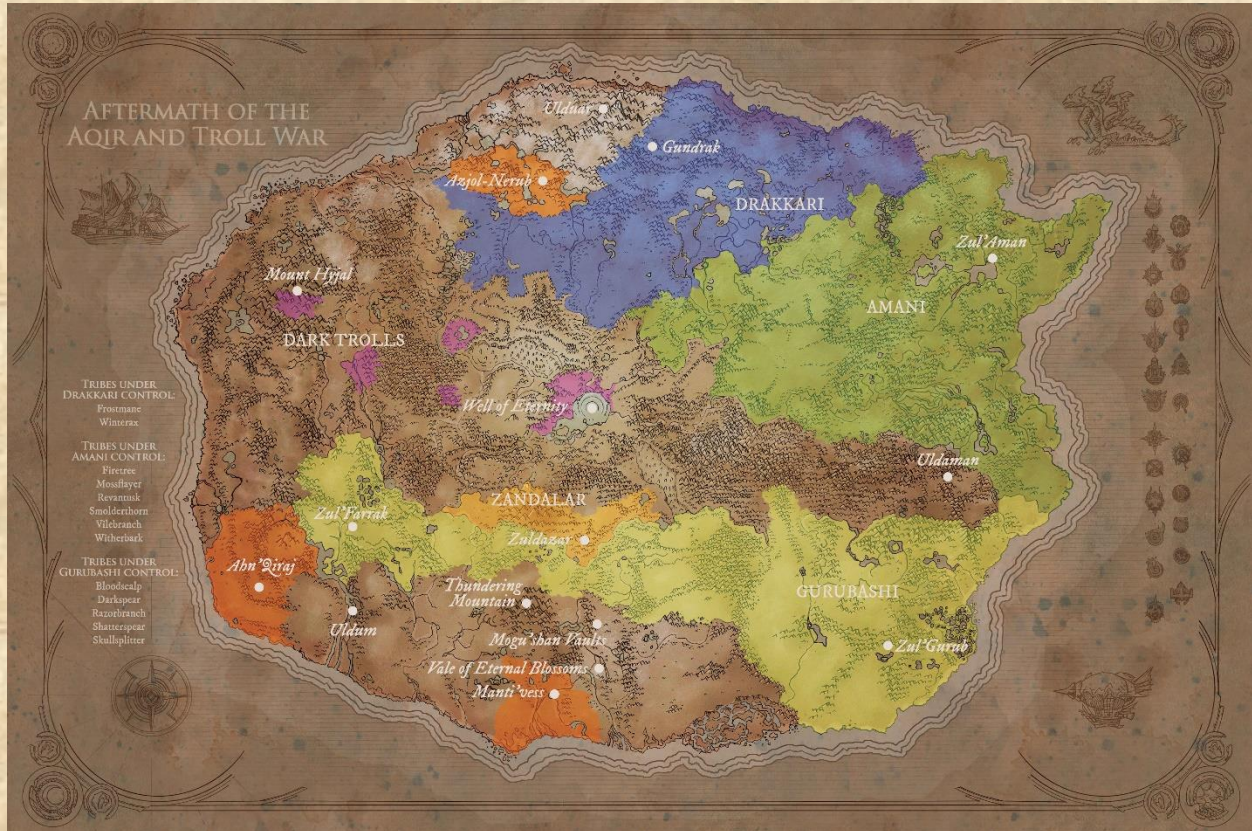 AFTERMATH OF THE
AQIR AND TROLL WAR
Ulduar
Gundrak
Azjol-Nerub
DRAKKARI
Zul'Aman
Mount Hyjal
AMANI
DARK TROLLS
Well of Eternity
Uldaman
ZANDALAR
Zul'Farrak
Zuldazar
Ahn'Qiraj
Thundering
Mountain
GURUBASHI
Uldum
Mogu'shan Vaults
Zul'Gurub
Vale of Eternal Blossoms
Manti'vess
TRIBES UNDER
DRAKKARI CONTROL:
Frostmane
Winterax
TRIBES UNDER
AMANI CONTROL:
Firetree
Mossflayer
Revantusk
Smolderthorn
Vilebranch
Witherbark
TRIBES UNDER
GURUBASHI CONTROL:
Bloodscalp
Darkspear
Razorbranch
Shatterspear
Skullsplitter